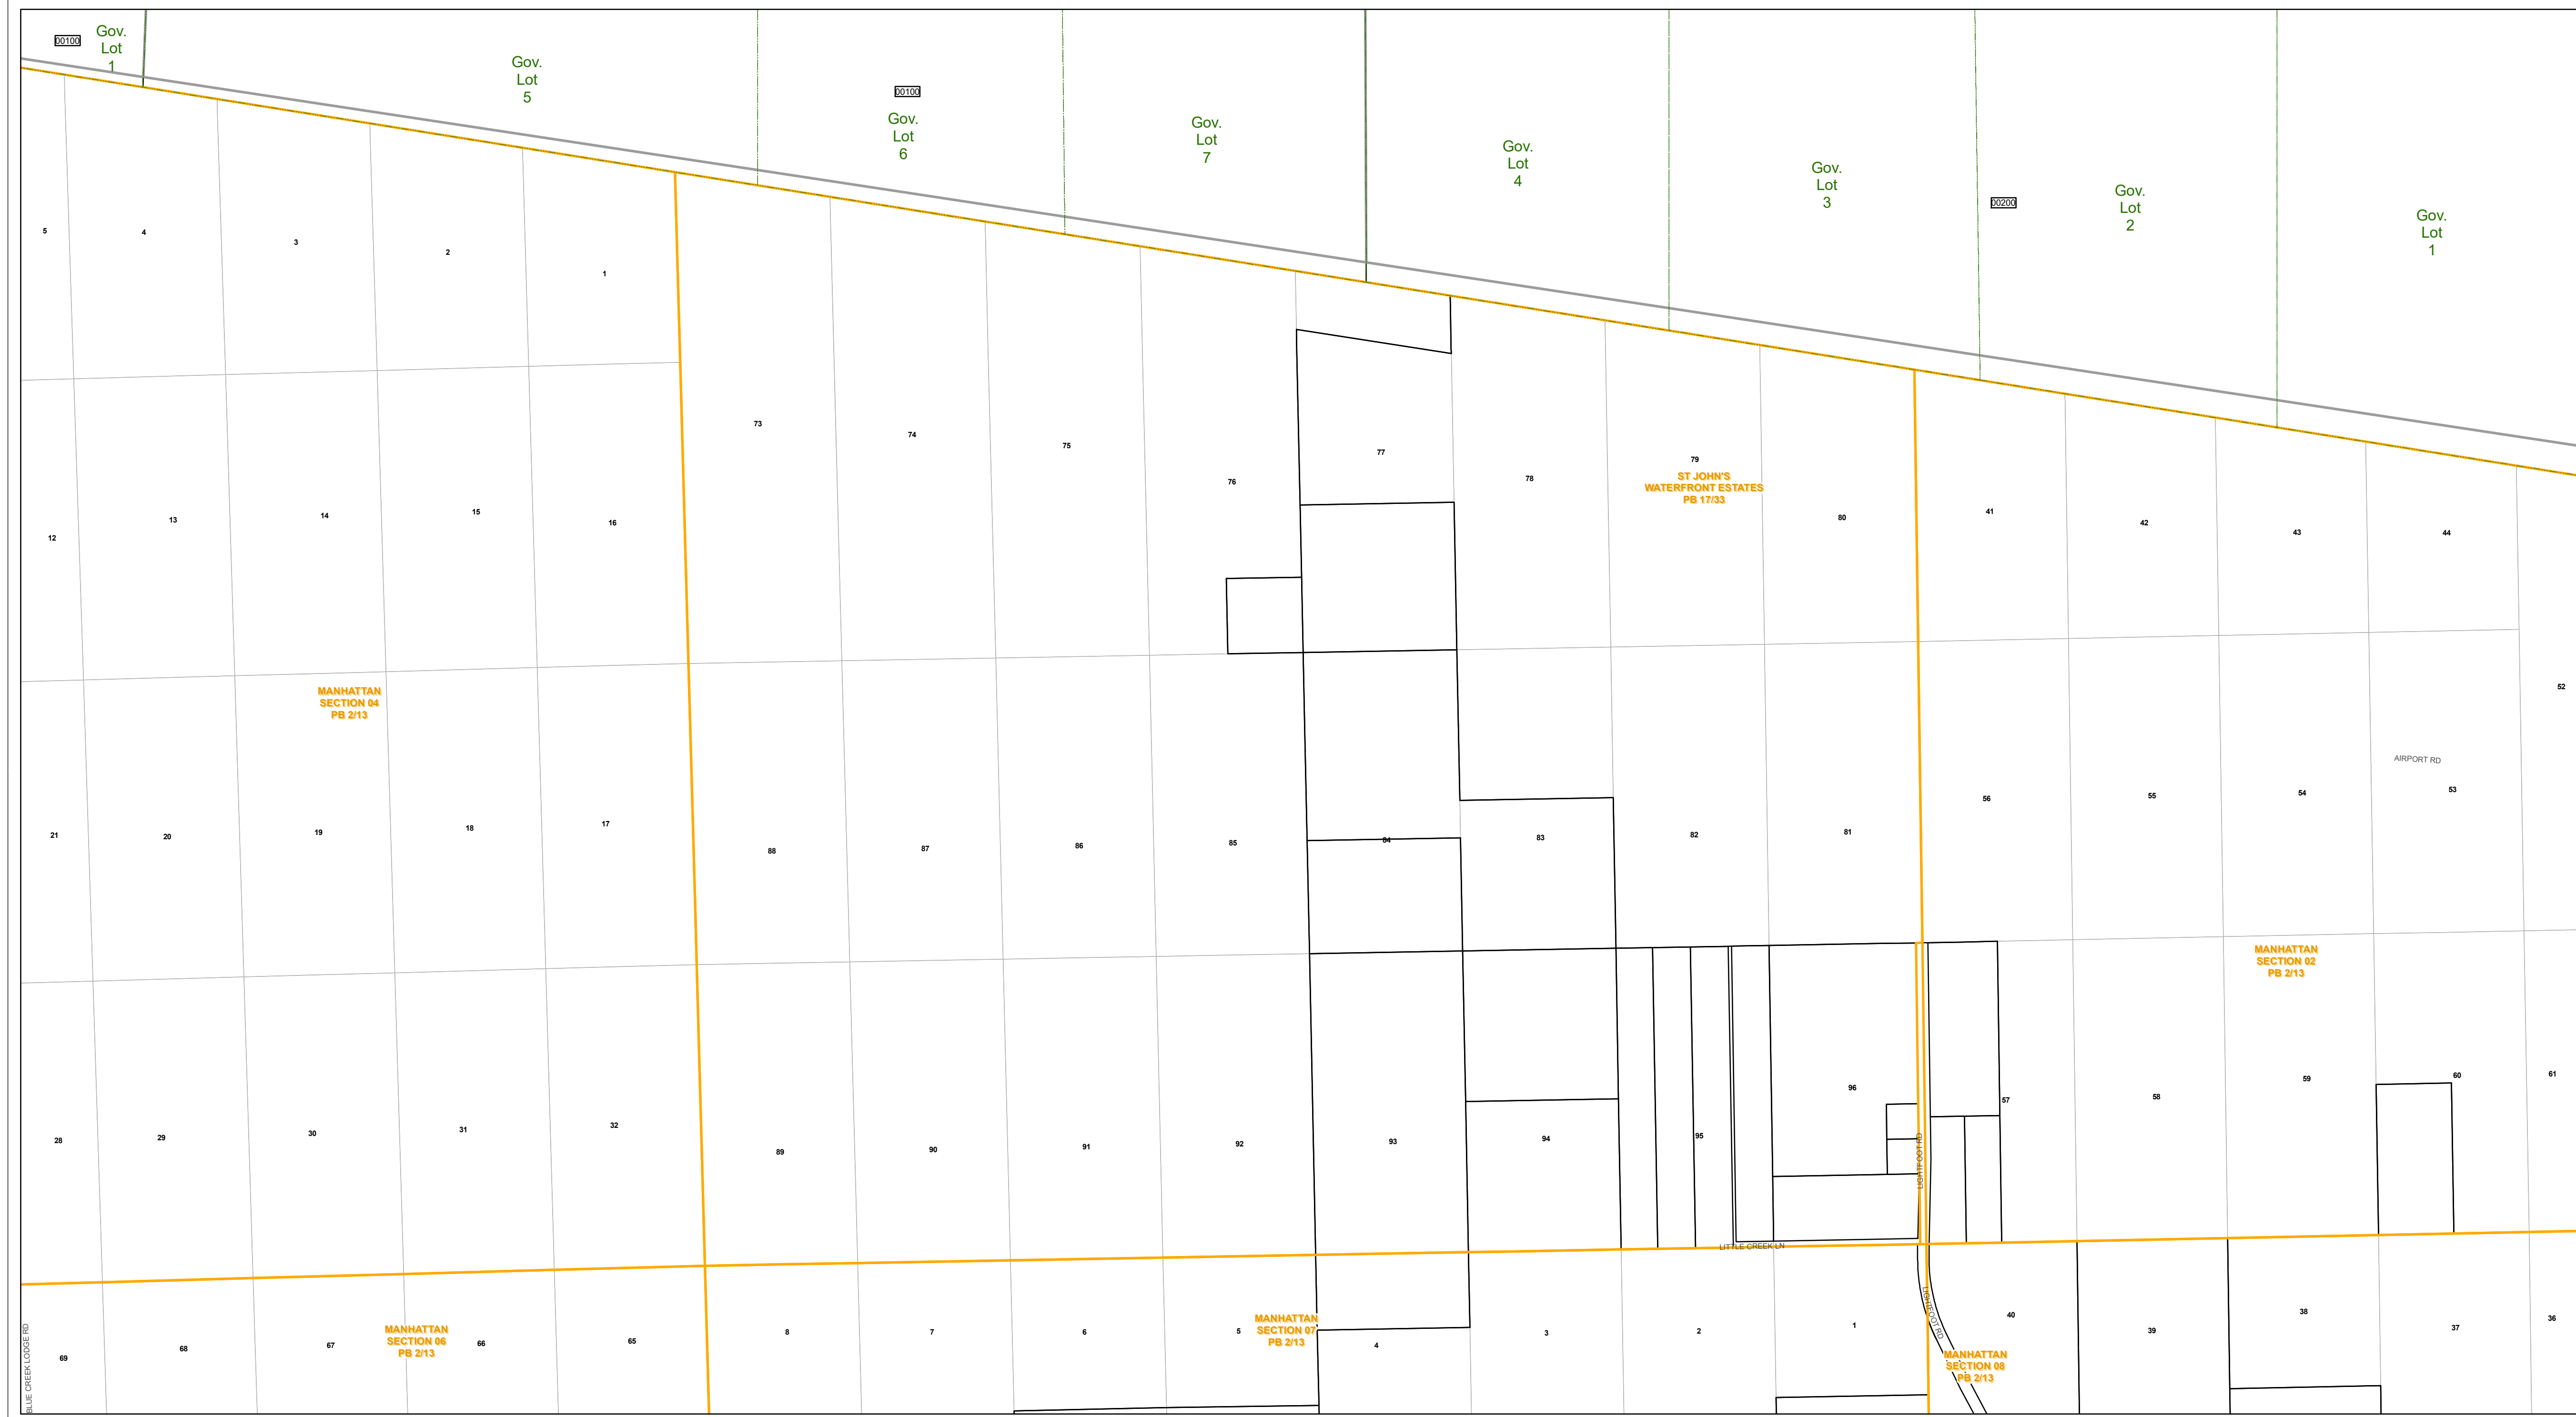 00100
Gov.
Lot
1
Gov.
Lot
5
00100
Gov.
Lot
6
Gov.
Lot
7
Gov.
Lot
4
Gov.
Lot
3
00200
Gov.
Lot
2
Gov.
Lot
1
5
4
3
2
1
73
74
75
76
77
78
79
ST JOHN'S
WATERFRONT ESTATES
PB 17/33
80
41
42
43
44
12
13
14
15
16
52
MANHATTAN
SECTION 04
PB 2/13
AIRPORT RD
21
20
19
18
17
88
87
86
85
84
83
82
81
56
55
54
53
MANHATTAN
SECTION 02
PB 2/13
28
29
30
31
32
89
90
91
92
93
94
95
96
57
58
59
60
61
LIGHTFOOT RD
LITTLE CREEK LN
BLUE CREEK LODGE RD
69
68
67
MANHATTAN
SECTION 06
PB 2/13
66
65
8
7
6
5
MANHATTAN
SECTION 07
PB 2/13
4
3
2
1
LIGHTFOOT RD
40
MANHATTAN
SECTION 08
PB 2/13
39
38
37
36